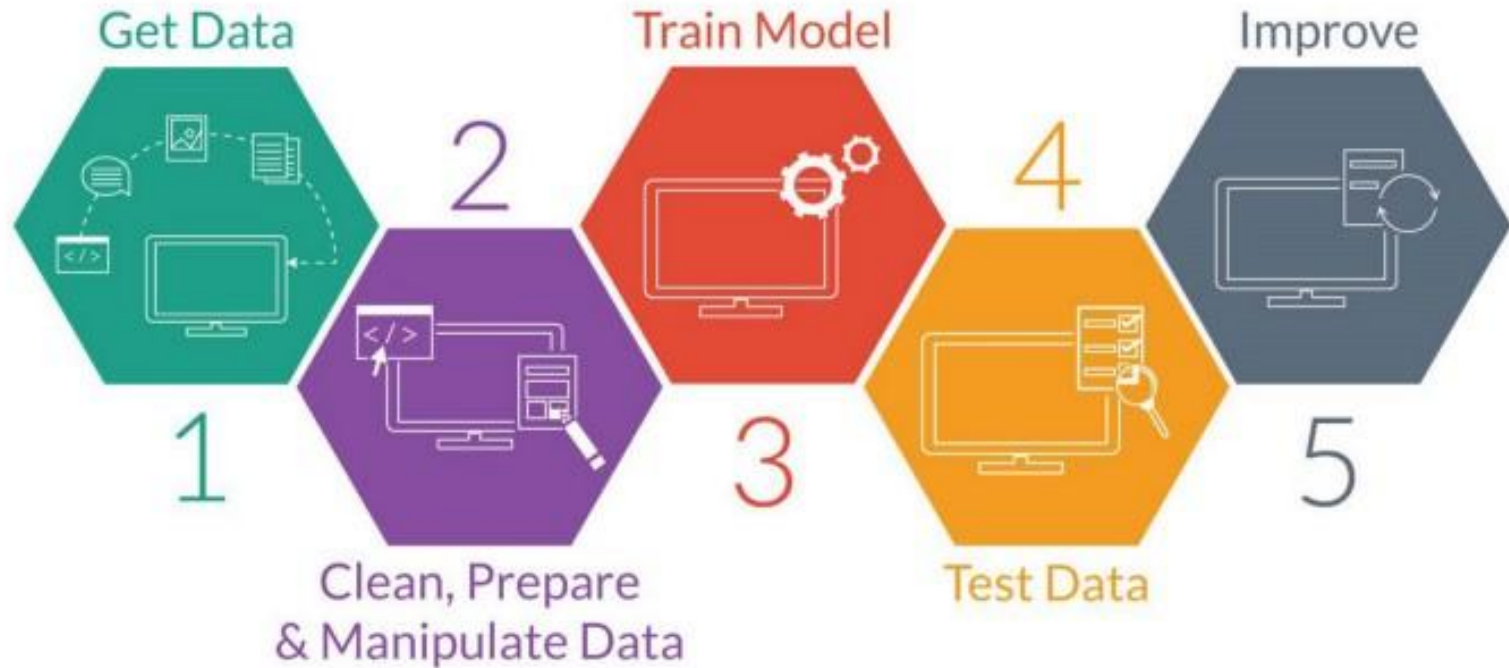 Get Data
1
2
Clean, Prepare
& Manipulate Data
Train Model
3
4
Test Data
Improve
5
</>
</>